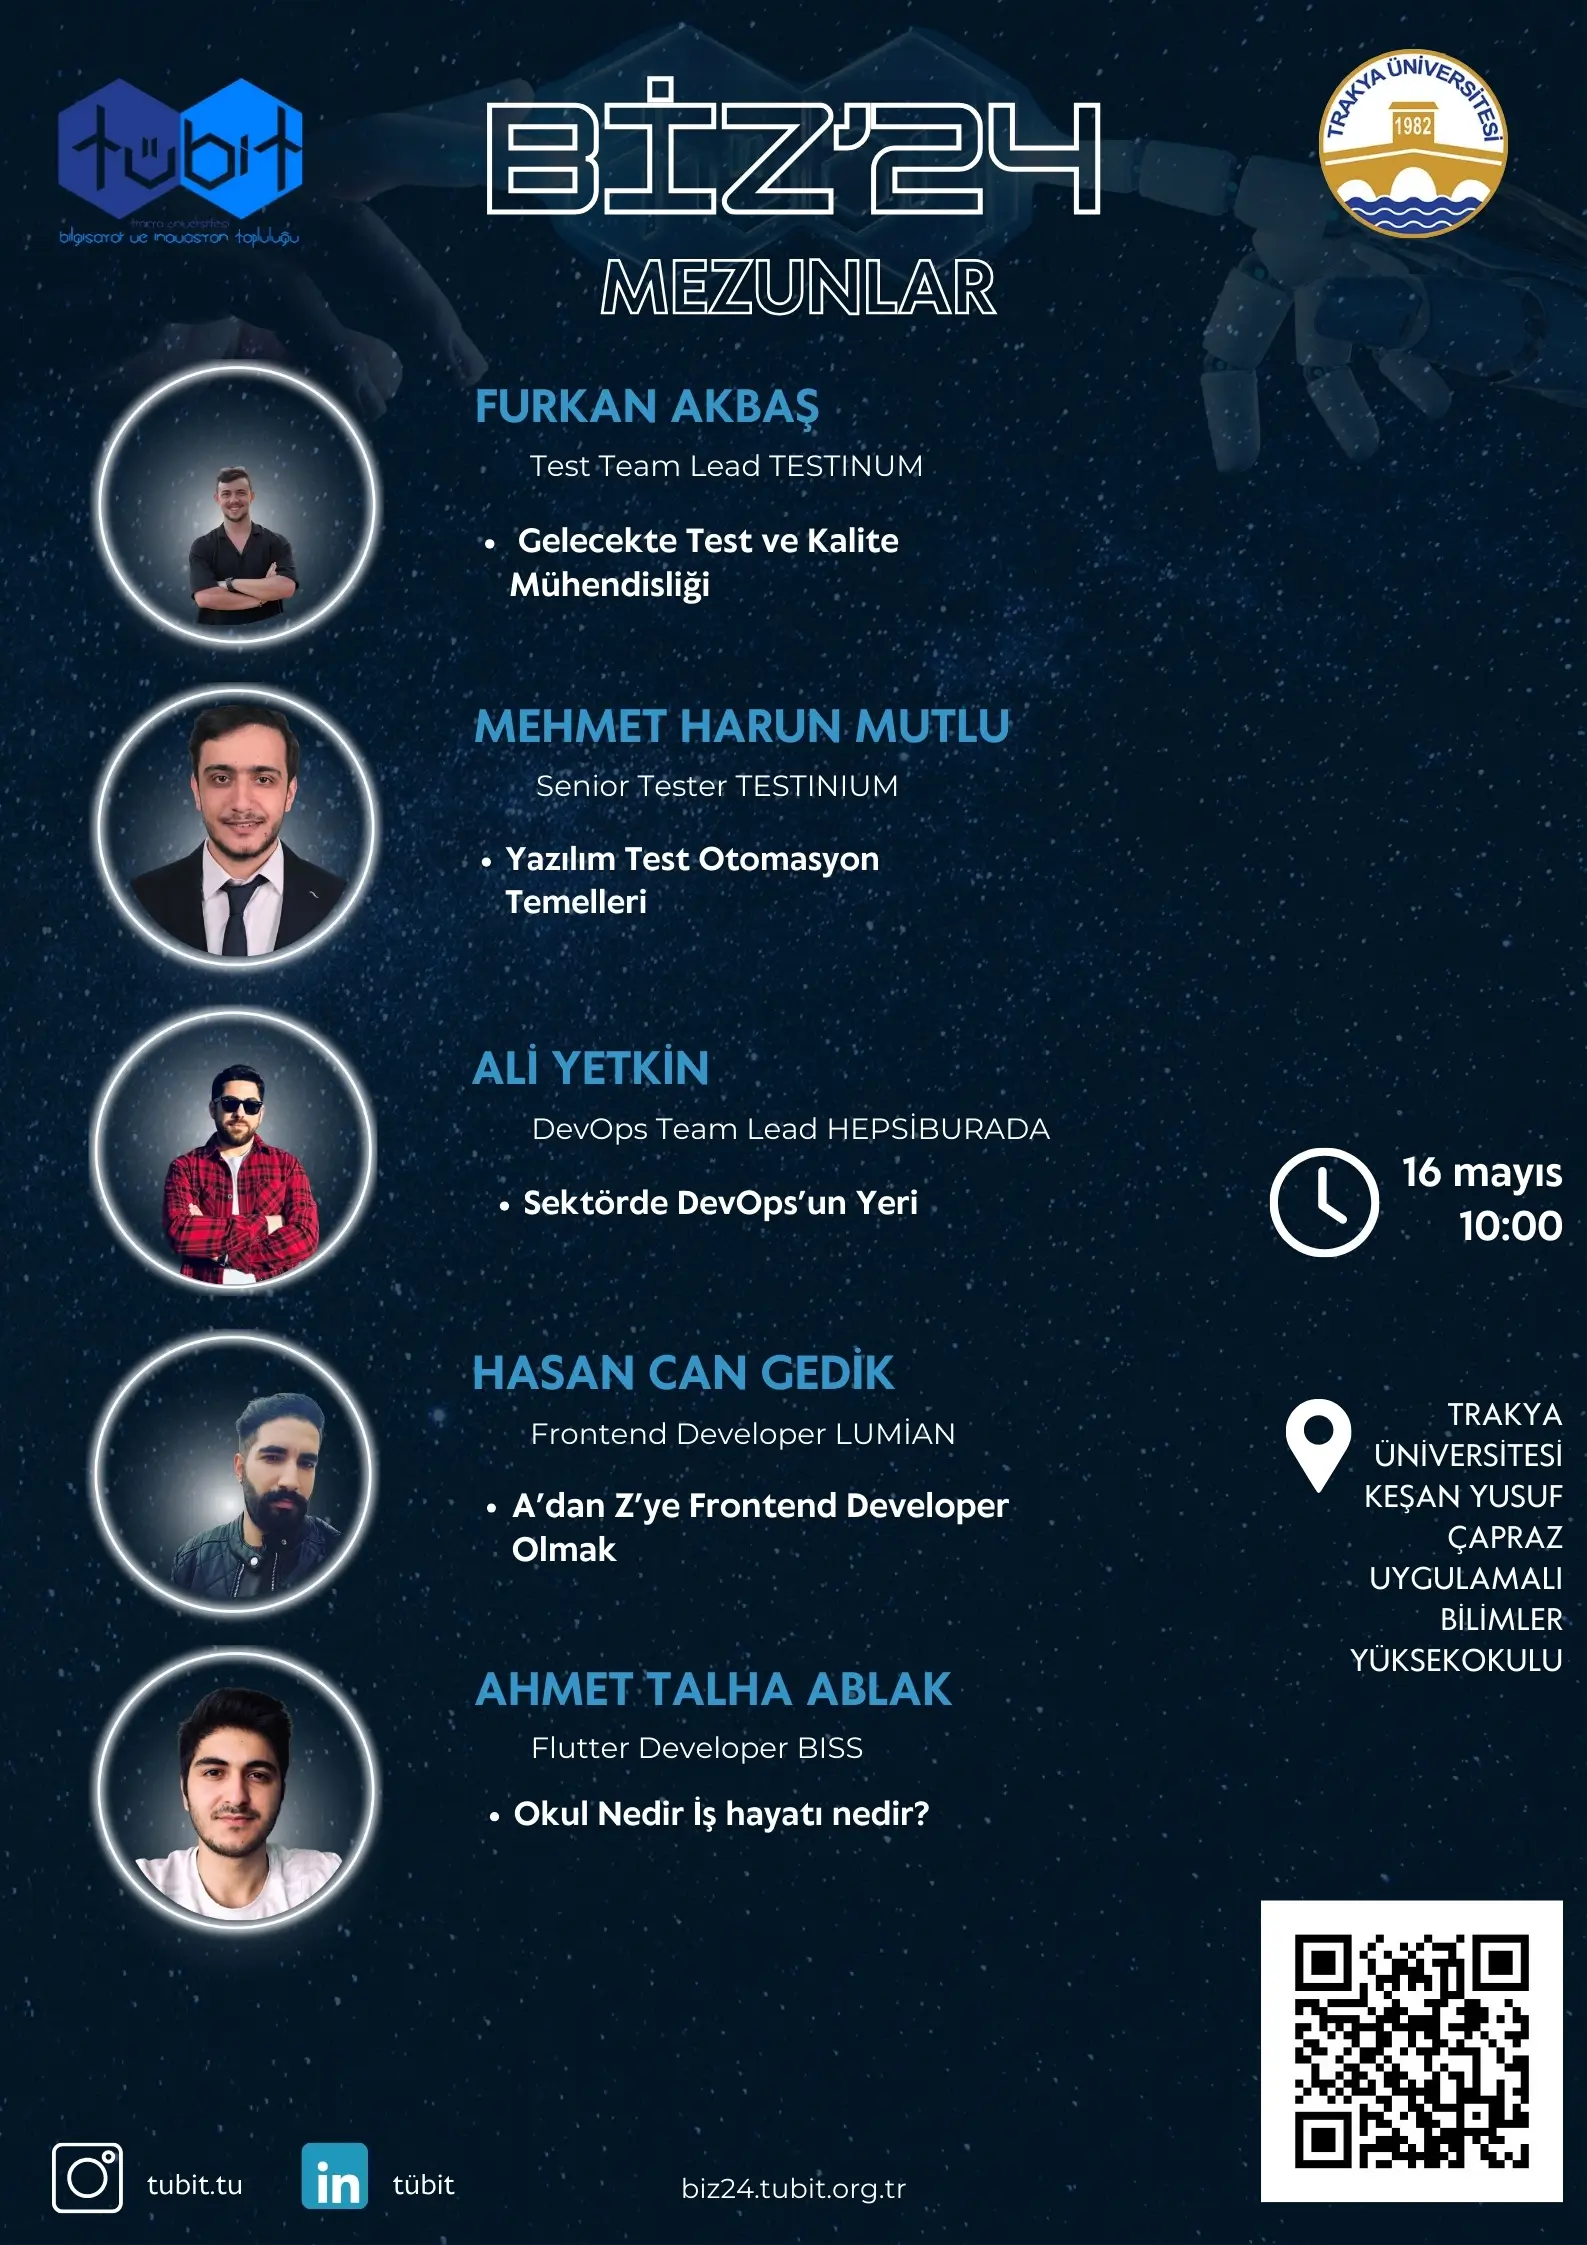 tübit
trakya üniversitesi
bilgisayar ve inovasyon topluluğu
BİZ'24
MEZUNLAR
TRAKYA ÜNİVERSİTESİ
1982
FURKAN AKBAŞ
Test Team Lead TESTINUM
• Gelecekte Test ve Kalite
Mühendisliği
MEHMET HARUN MUTLU
Senior Tester TESTINIUM
• Yazılım Test Otomasyon
Temelleri
ALİ YETKİN
DevOps Team Lead HEPSİBURADA
• Sektörde DevOps’un Yeri
16 mayıs
10:00
HASAN CAN GEDİK
Frontend Developer LUMİAN
• A’dan Z’ye Frontend Developer
Olmak
TRAKYA
ÜNİVERSİTESİ
KEŞAN YUSUF
ÇAPRAZ
UYGULAMALI
BİLİMLER
YÜKSEKOKULU
AHMET TALHA ABLAK
Flutter Developer BISS
• Okul Nedir İş hayatı nedir?
tubit.tu
in
tübit
biz24.tubit.org.tr